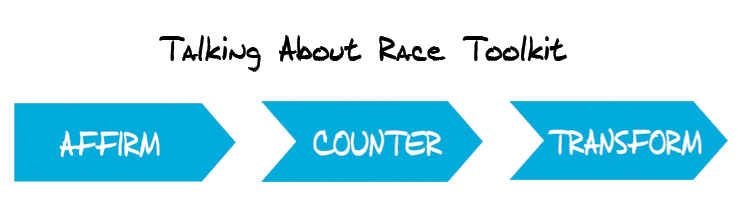 Talking About Race Toolkit
AFFIRM
COUNTER
TRANSFORM